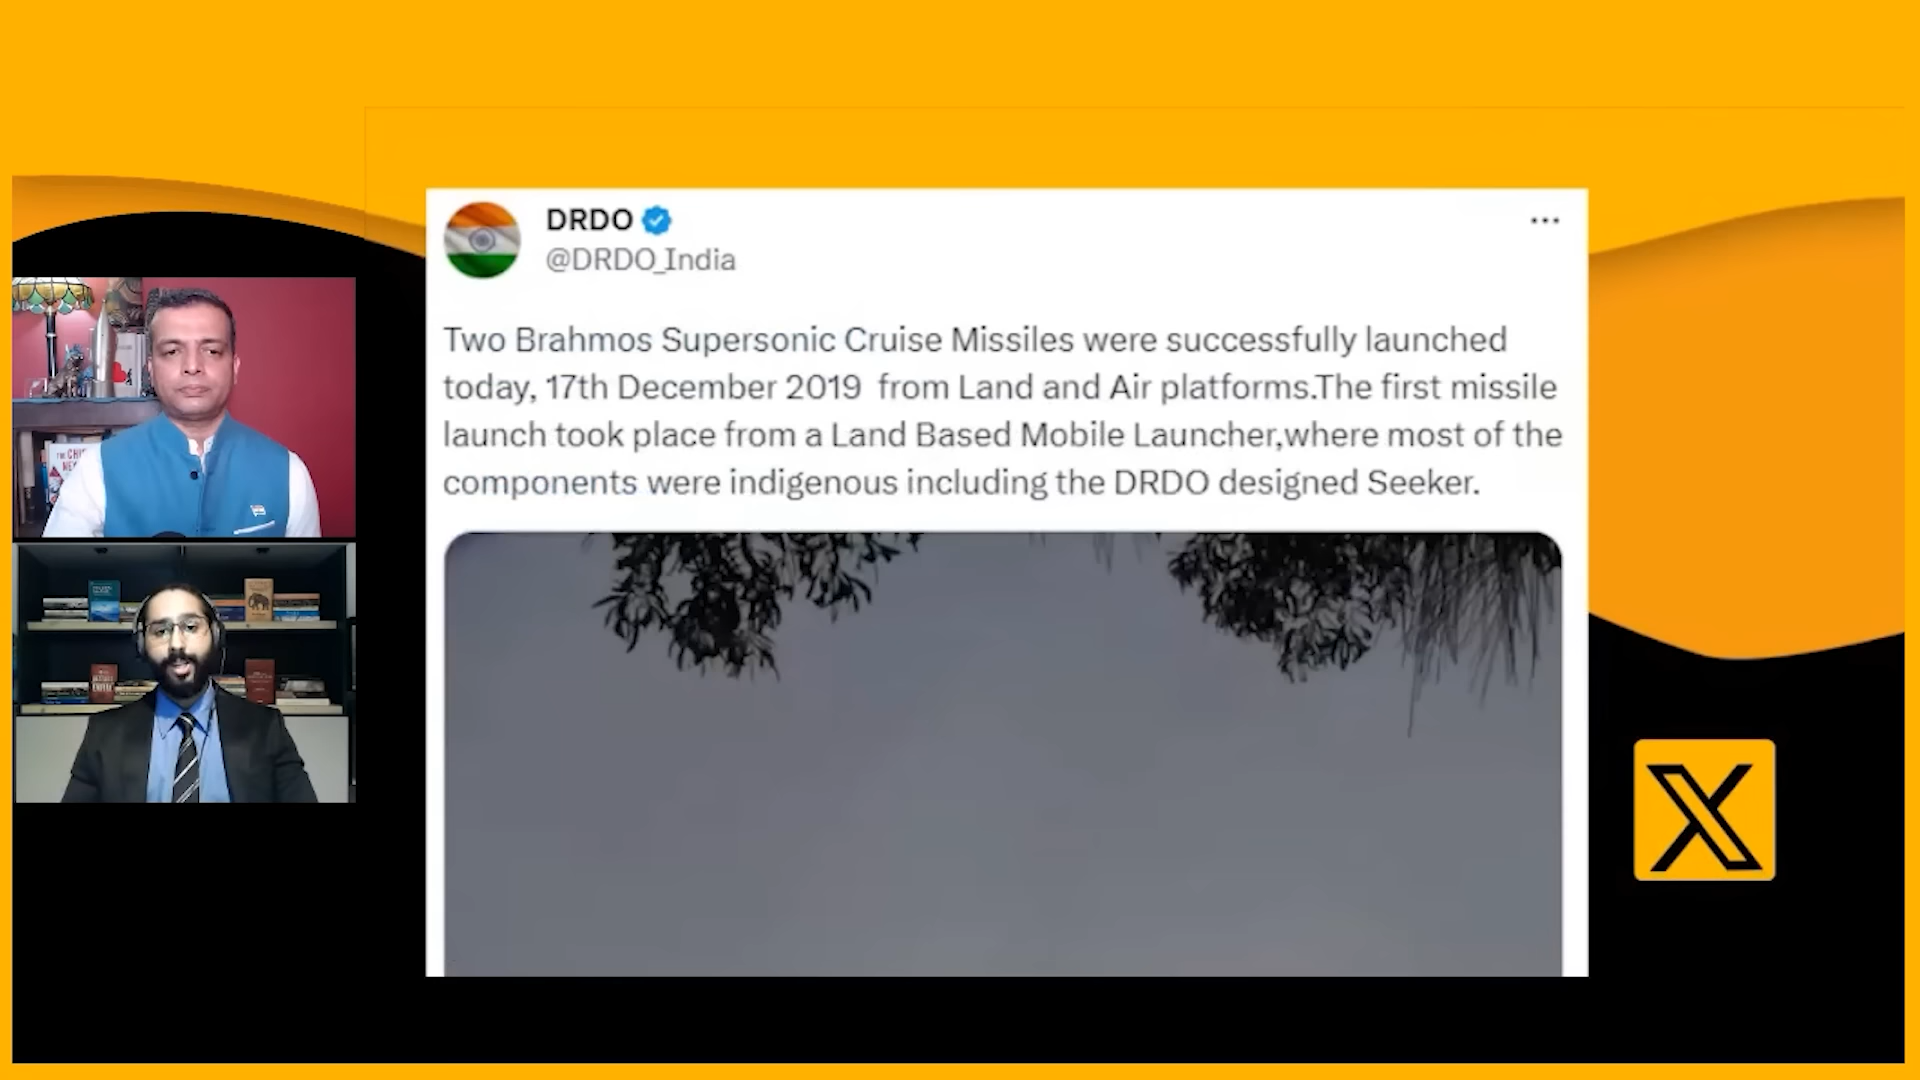 DRDO
@DRDO_India
Two Brahmos Supersonic Cruise Missiles were successfully launched
today, 17th December 2019 from Land and Air platforms.The first missile
launch took place from a Land Based Mobile Launcher,where most of the
components were indigenous including the DRDO designed Seeker.